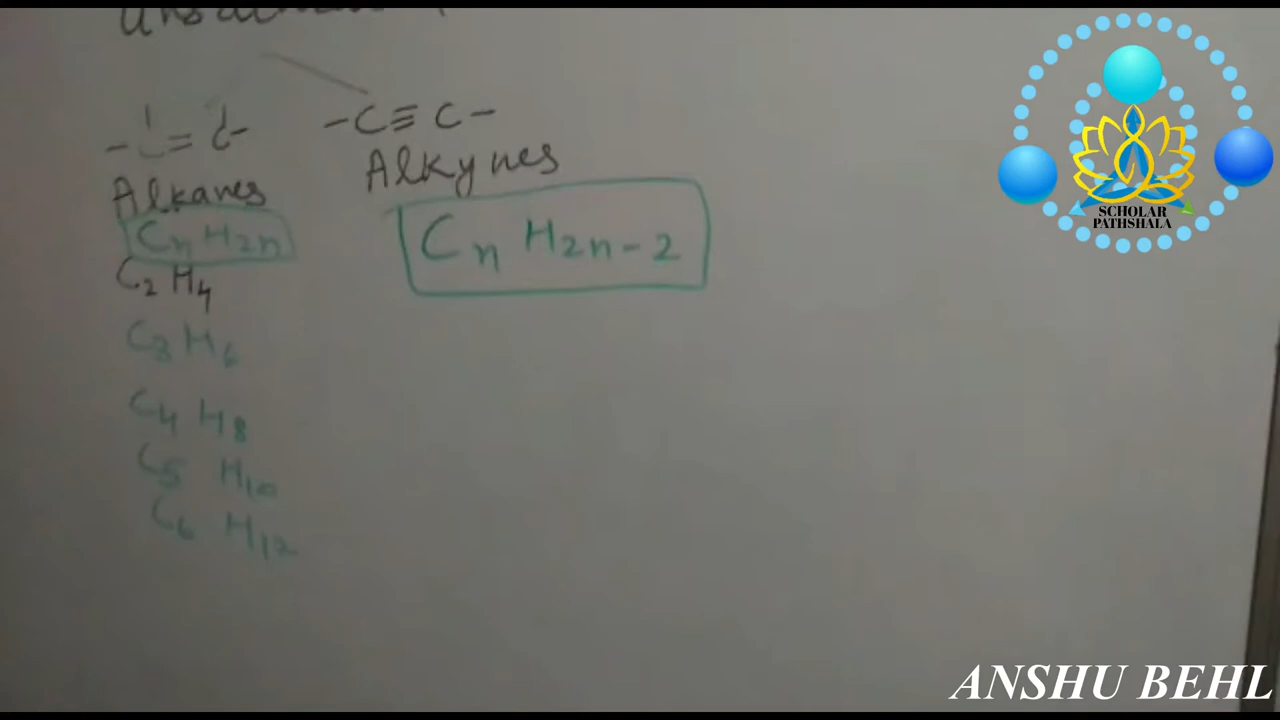 -C=C-
-C≡C-
Alkanes
Alkynes
CnH2n
CnH2n-2
C2H4
C3H6
C4H8
C5H10
C6H12
SCHOLAR
PATHSHALA
ANSHU BEHL